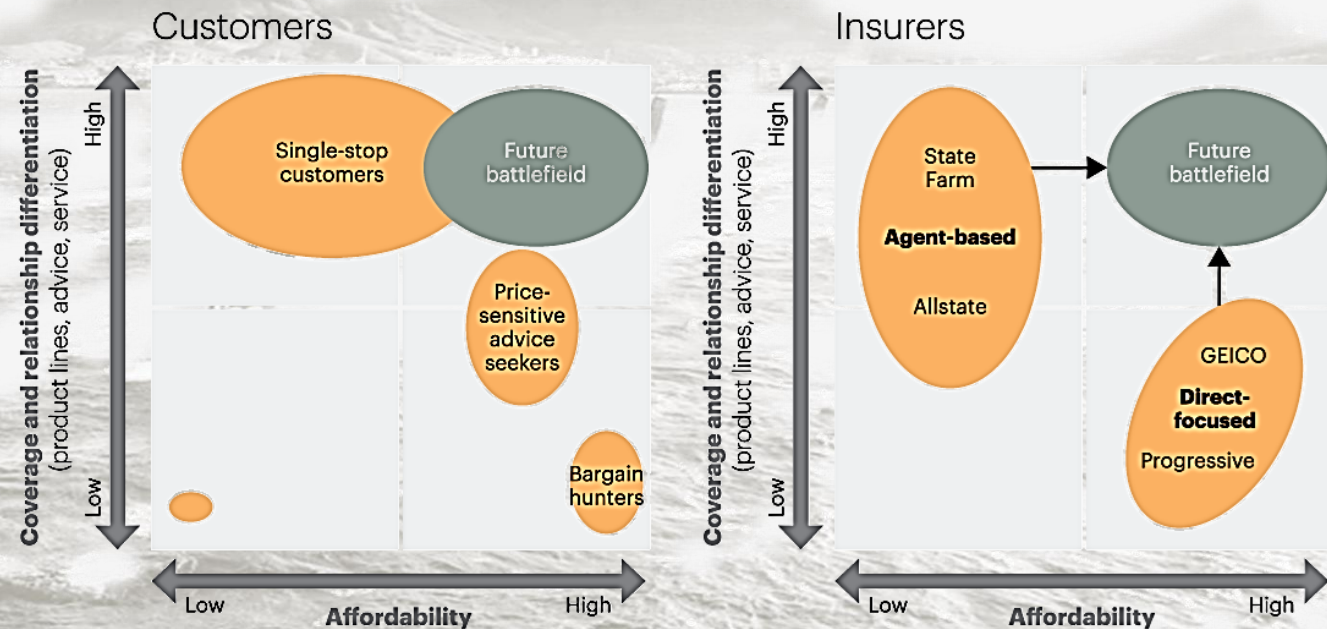 Customers
Coverage and relationship differentiation
(product lines, advice, service)
High
Low
Single-stop
customers
Future
battlefield
Price-
sensitive
advice
seekers
Bargain
hunters
Low
High
Affordability
Insurers
Coverage and relationship differentiation
(product lines, advice, service)
High
Low
State
Farm
Agent-based
Allstate
Future
battlefield
GEICO
Direct-
focused
Progressive
Low
High
Affordability